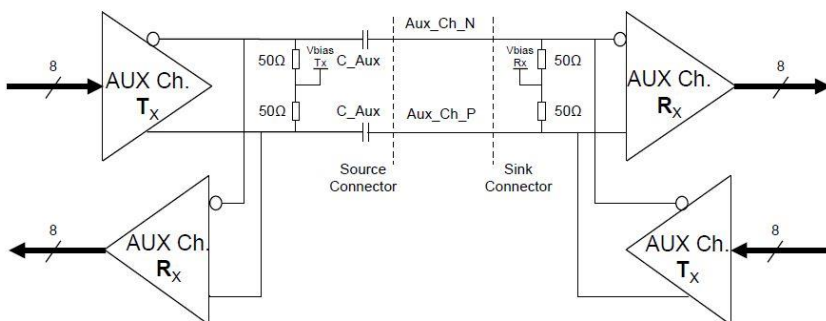 Aux_Ch_N
8
AUX Ch.
TX
50Ω
Vbias
Tx
C_Aux
50Ω
C_Aux
Aux_Ch_P
Vbias
Rx
50Ω
50Ω
AUX Ch.
RX
8
Source
Connector
Sink
Connector
8
AUX Ch.
RX
AUX Ch.
TX
8